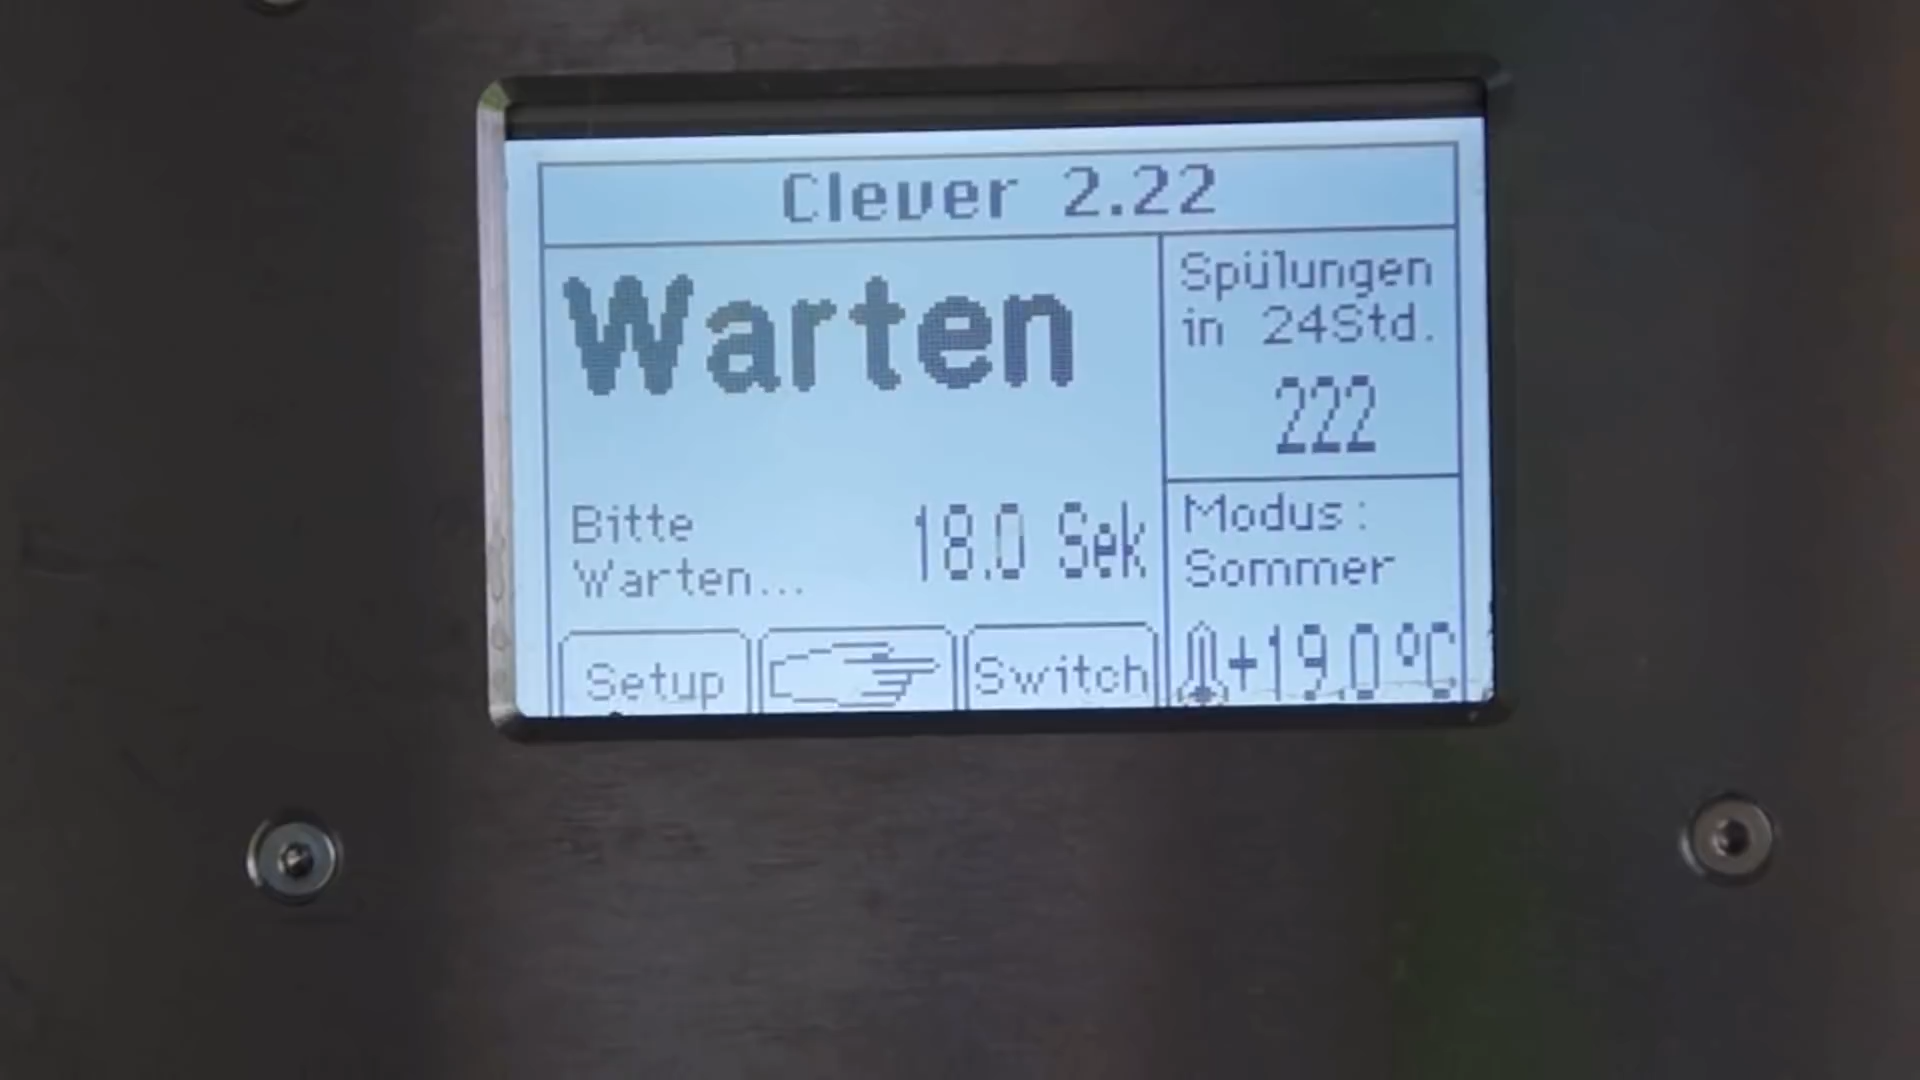 Clever 2.22
Warten
Bitte
Warten...
18.0 Sek
Setup
Switch
Spülungen
in 24Std.
222
Modus:
Sommer
+19.0°C